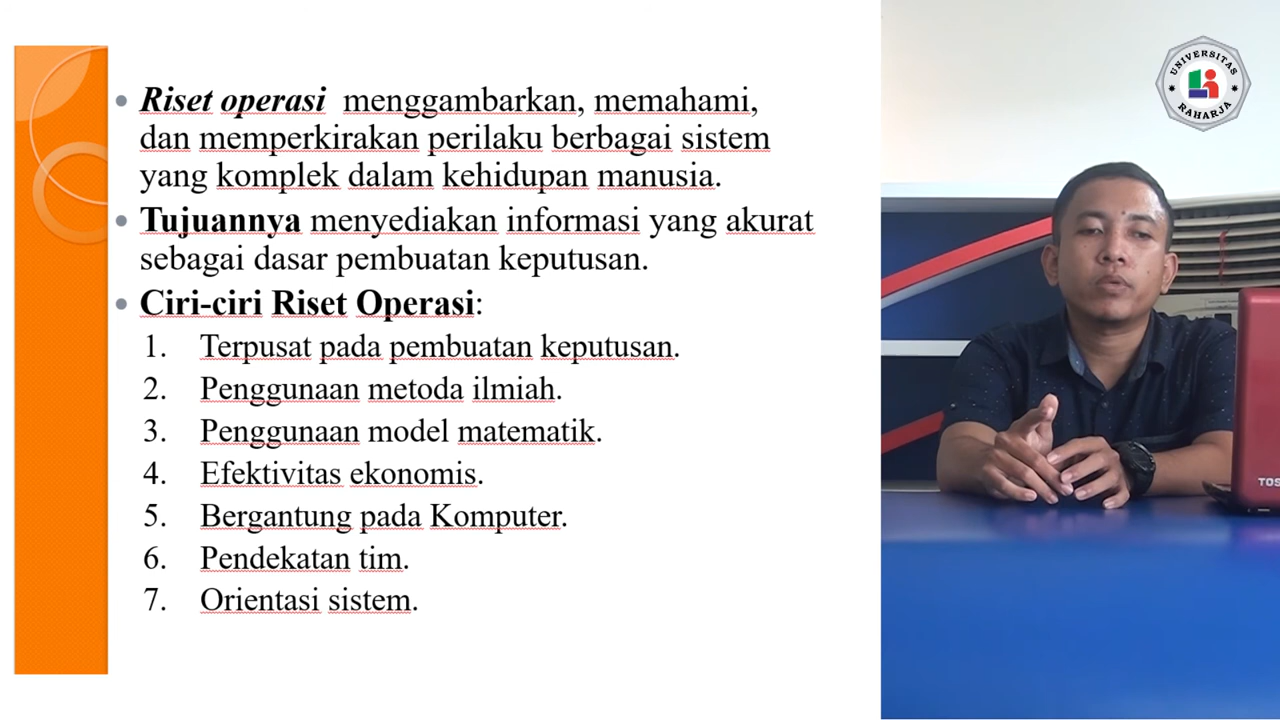 Riset operasi menggambarkan, memahami,
dan memperkirakan perilaku berbagai sistem
yang komplek dalam kehidupan manusia.
Tujuannya menyediakan informasi yang akurat
sebagai dasar pembuatan keputusan.
Ciri-ciri Riset Operasi:
1. Terpusat pada pembuatan keputusan.
2. Penggunaan metoda ilmiah.
3. Penggunaan model matematik.
4. Efektivitas ekonomis.
5. Bergantung pada Komputer.
6. Pendekatan tim.
7. Orientasi sistem.
UNIVERSITAS
RAHARJA
TOS